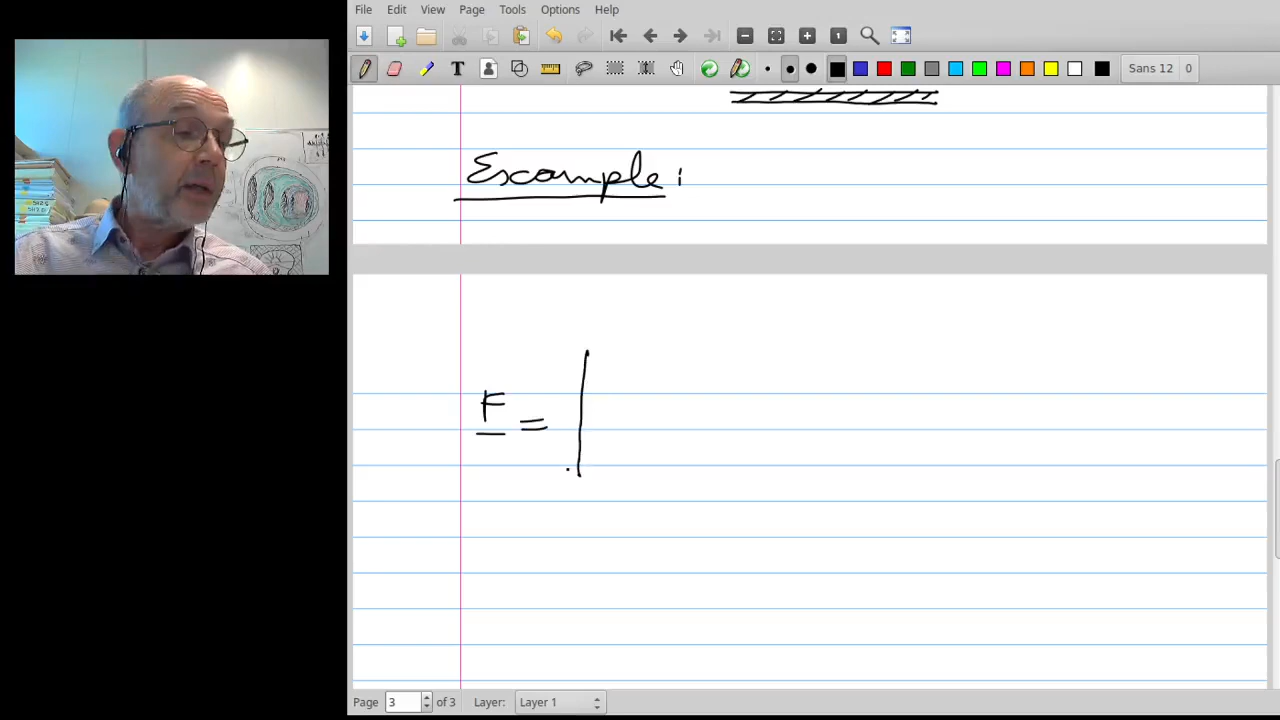 File Edit View Page Tools Options Help
Sans 12 0
Example :
F =
Page 3 of 3 Layer: Layer 1